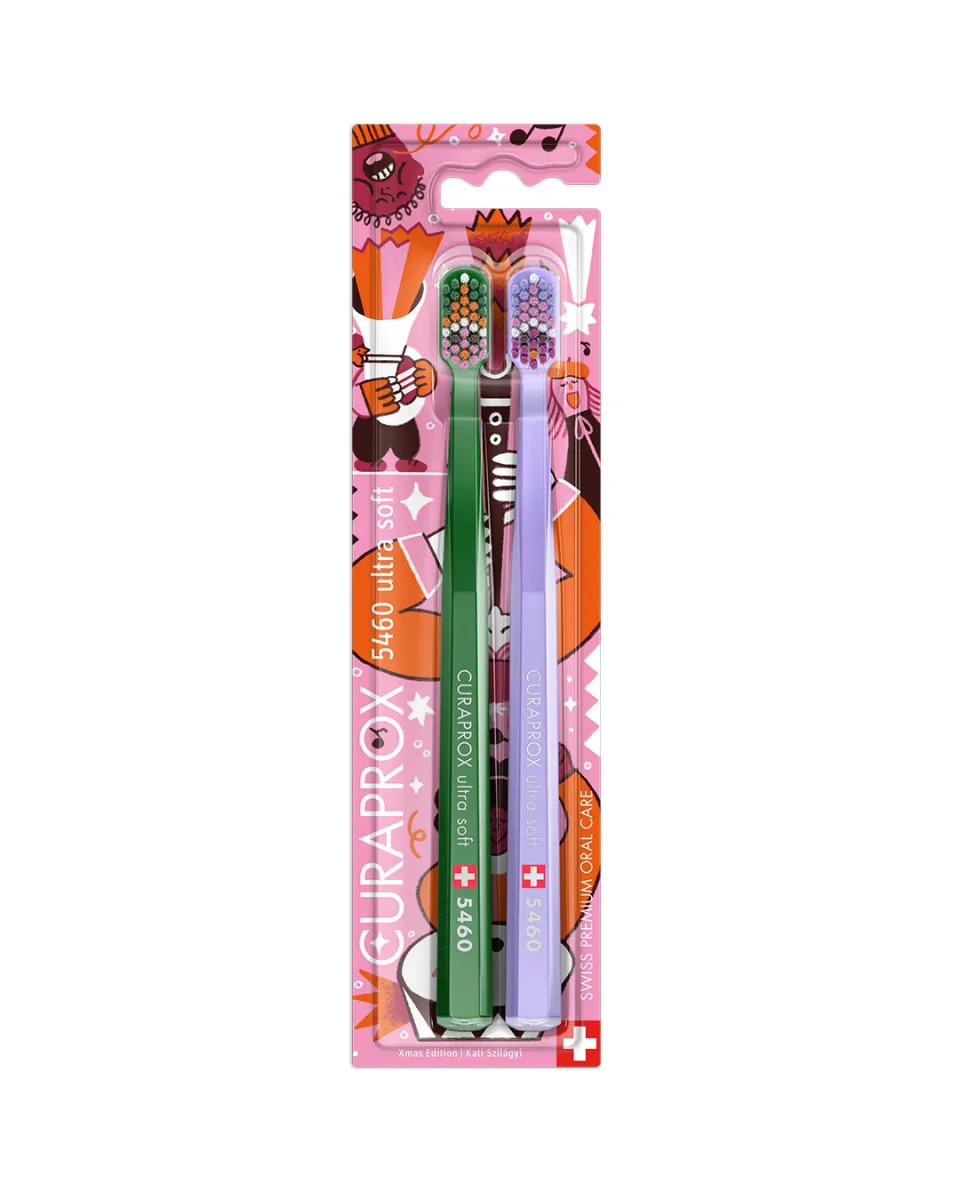 CURAPROX 5460 ultra soft
CURAPROX ultra soft 5460
CURAPROX ultra soft 5460
SWISS PREMIUM ORAL CARE
Xmas Edition | Kati Szilágyi